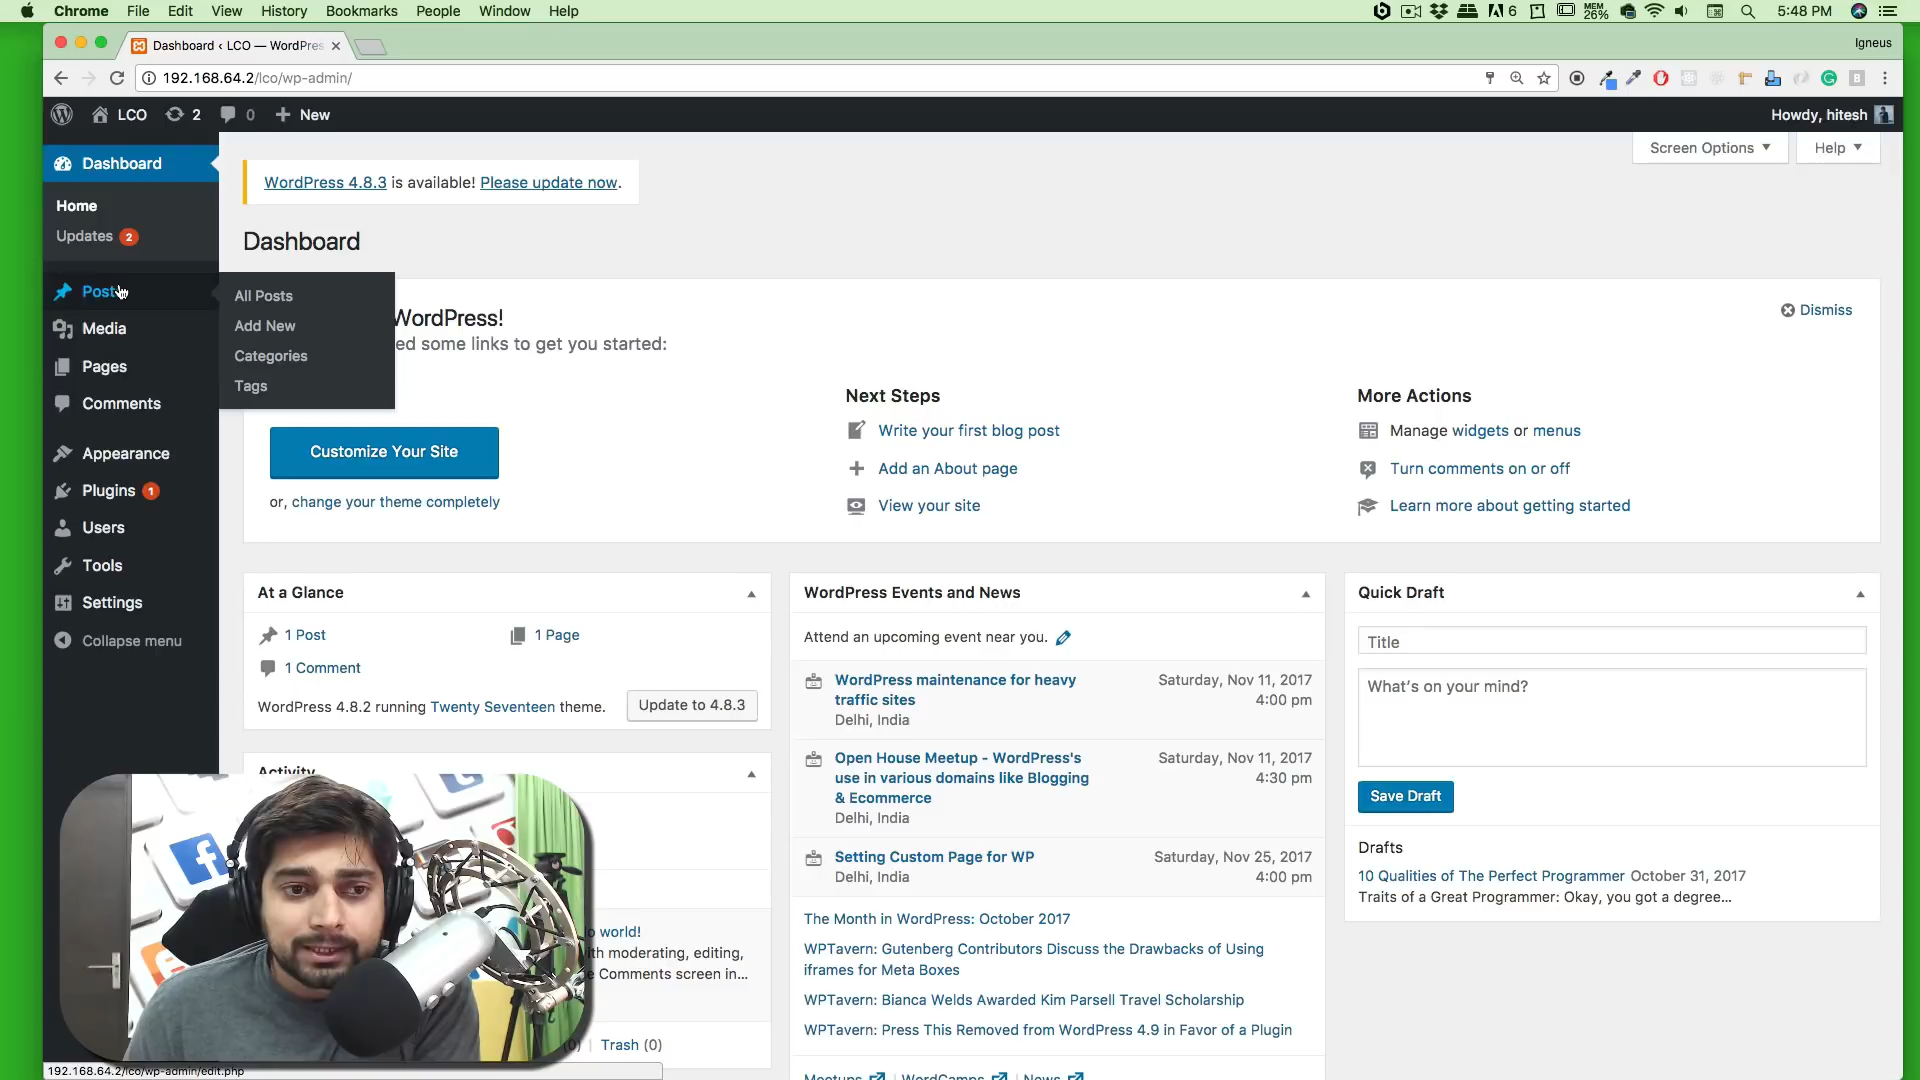 Chrome File Edit View History Bookmarks People Window Help
6 MEM 26% 5:48 PM
Dashboard ‹ LCO — WordPres
Igneus
192.168.64.2/lco/wp-admin/
LCO 2 0 New
Howdy, hitesh
Dashboard
Home
Updates 2
Post
Media
Pages
Comments
Appearance
Plugins 1
Users
Tools
Settings
Collapse menu
All Posts
Add New
Categories
Tags
Screen Options
Help
WordPress 4.8.3 is available! Please update now.
Dashboard
WordPress!
ed some links to get you started:
Dismiss
Customize Your Site
or, change your theme completely
Next Steps
Write your first blog post
Add an About page
View your site
More Actions
Manage widgets or menus
Turn comments on or off
Learn more about getting started
At a Glance
1 Post
1 Page
1 Comment
WordPress 4.8.2 running Twenty Seventeen theme.
Update to 4.8.3
Activity
o world!
th moderating, editing,
e Comments screen in...
(0) | Trash (0)
WordPress Events and News
Attend an upcoming event near you.
WordPress maintenance for heavy traffic sites
Delhi, India
Saturday, Nov 11, 2017
4:00 pm
Open House Meetup - WordPress's use in various domains like Blogging & Ecommerce
Delhi, India
Saturday, Nov 11, 2017
4:30 pm
Setting Custom Page for WP
Delhi, India
Saturday, Nov 25, 2017
4:00 pm
The Month in WordPress: October 2017
WPTavern: Gutenberg Contributors Discuss the Drawbacks of Using iframes for Meta Boxes
WPTavern: Bianca Welds Awarded Kim Parsell Travel Scholarship
WPTavern: Press This Removed from WordPress 4.9 in Favor of a Plugin
Meetups | WordCamps | News
Quick Draft
Title
What's on your mind?
Save Draft
Drafts
10 Qualities of The Perfect Programmer October 31, 2017
Traits of a Great Programmer: Okay, you got a degree...
192.168.64.2/lco/wp-admin/edit.php